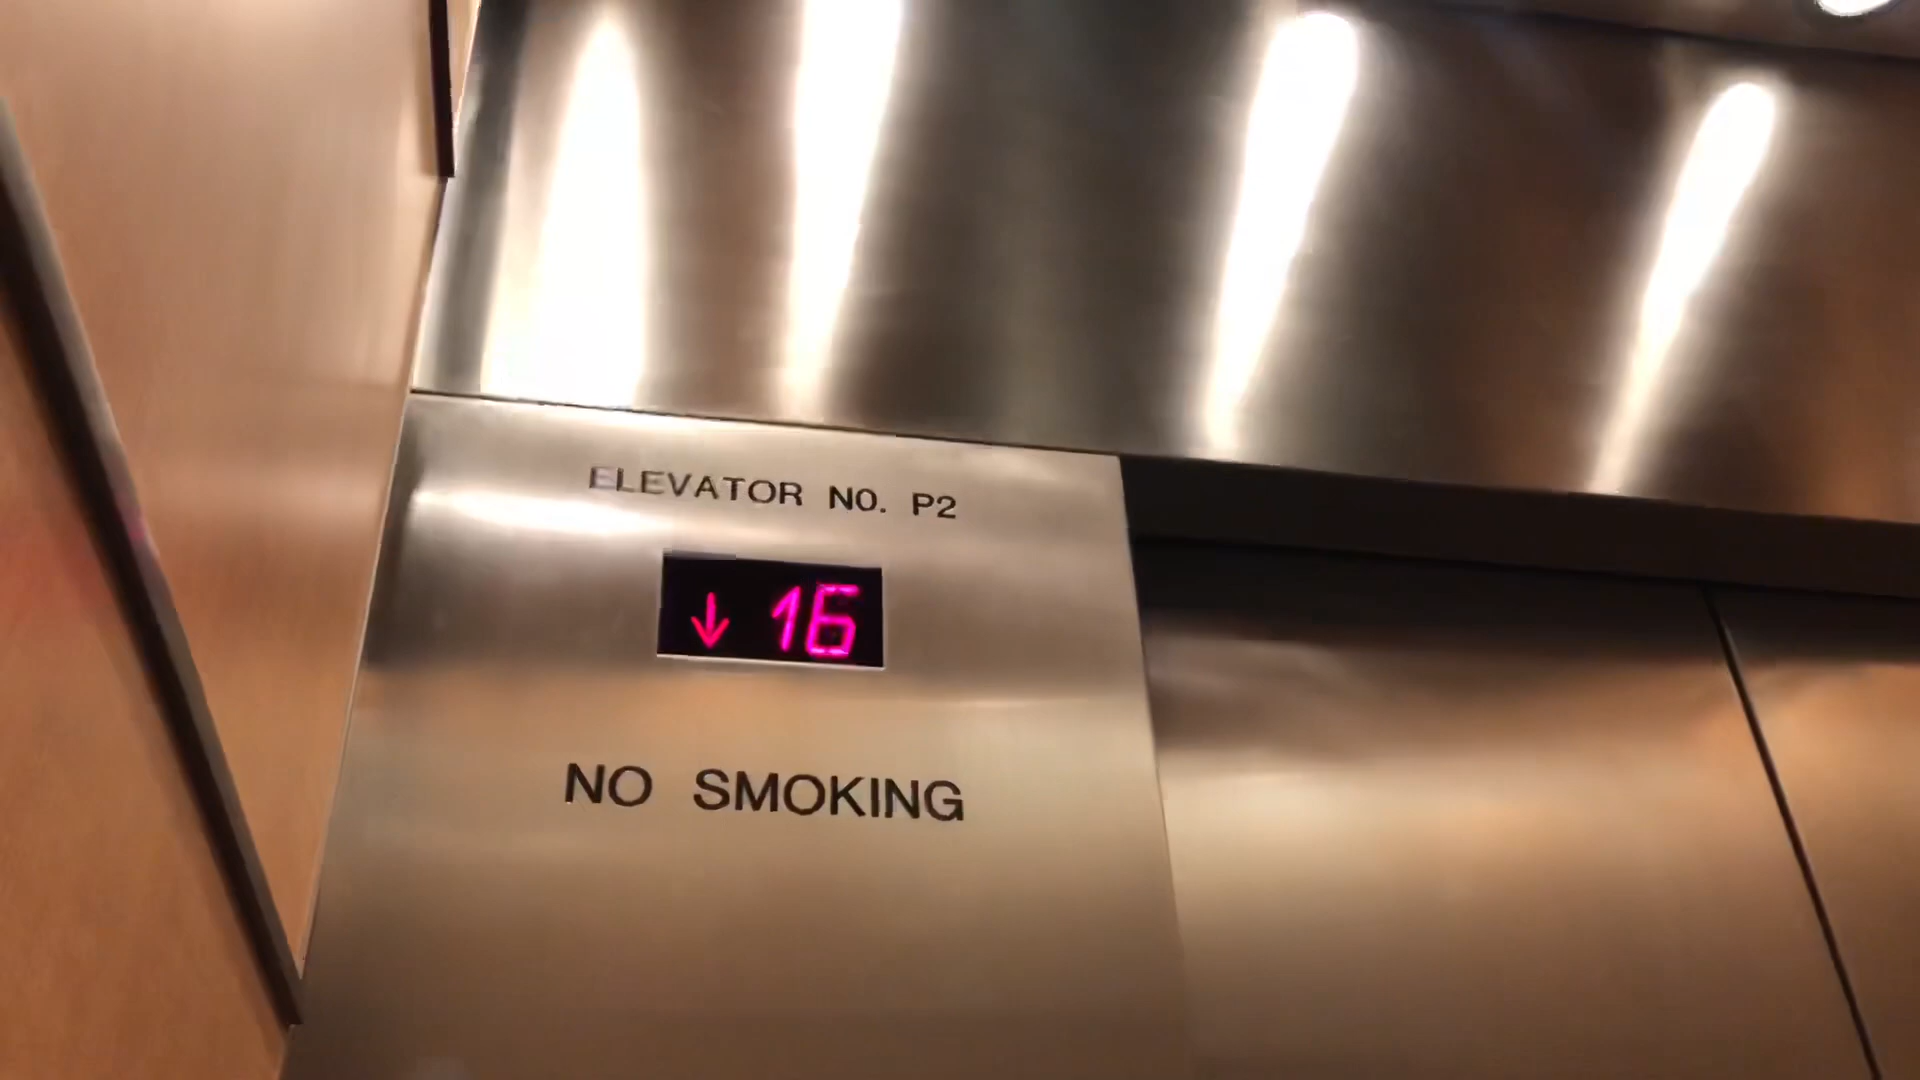 ELEVATOR NO. P2
↓ 16
NO SMOKING